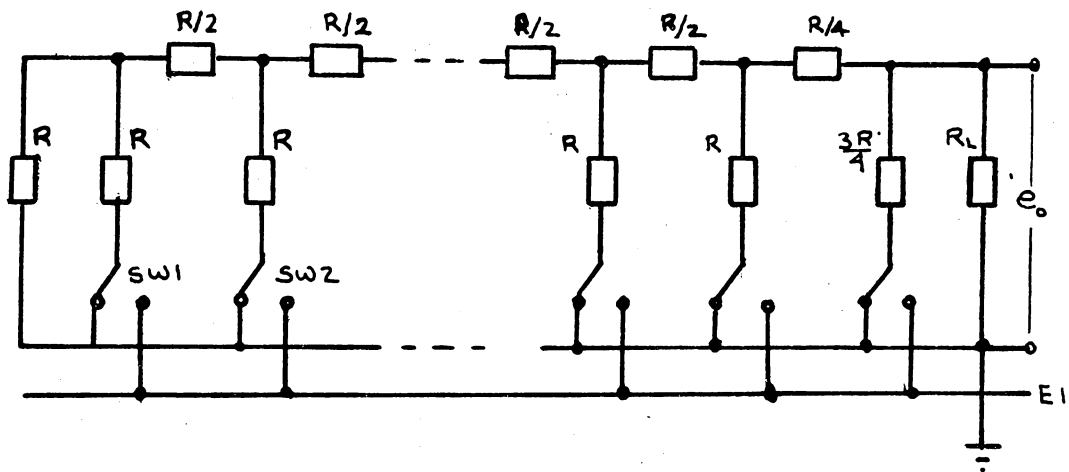 R/2 R/2 R/2 R/2 R/4
R R R R R 3R/4 RL
e₀
SW1 SW2
E1